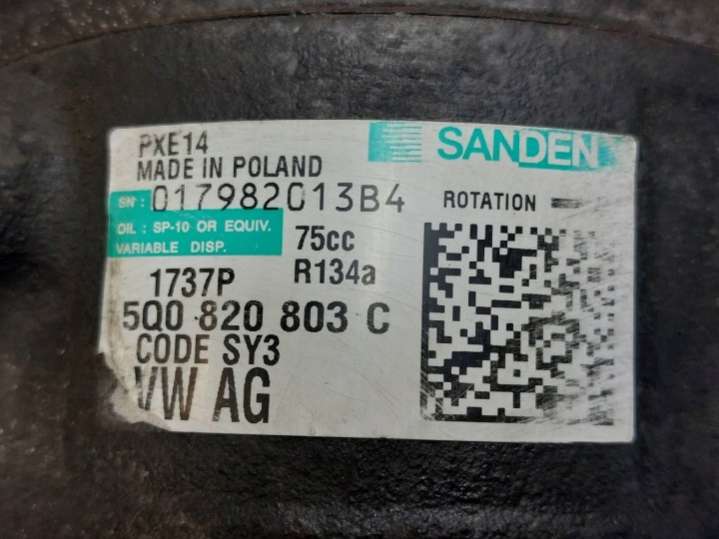 PXE14
SANDEN
MADE IN POLAND
SN: 017982013B4
ROTATION
OIL : SP-10 OR EQUIV.
VARIABLE DISP.
75cc
1737P
R134a
5Q0 820 803 C
CODE SY3
VW AG